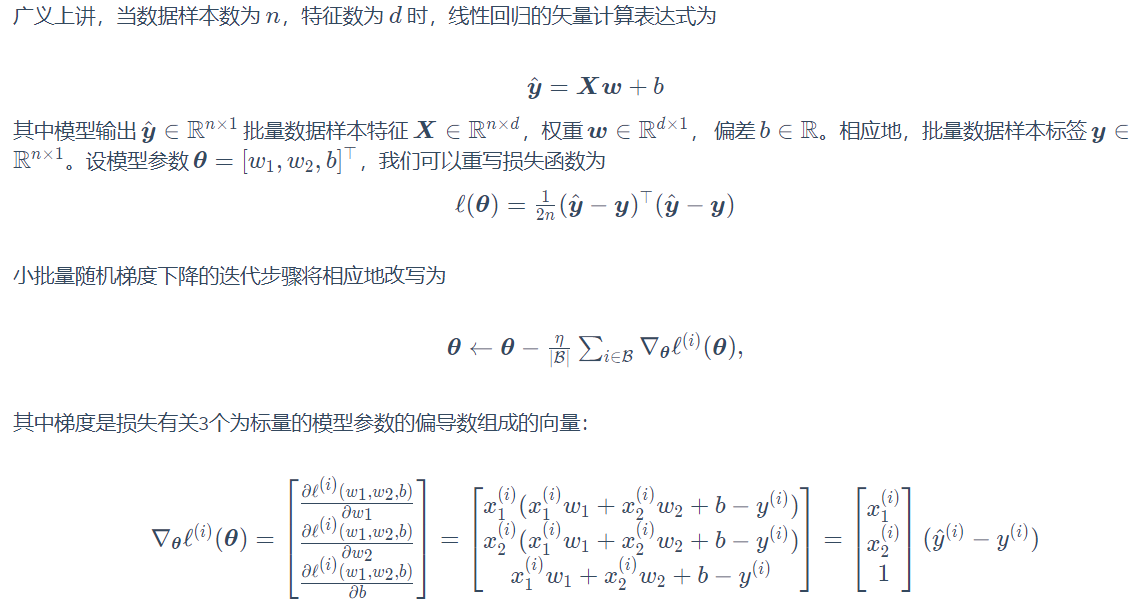 广义上讲，当数据样本数为 $n$，特征数为 $d$ 时，线性回归的矢量计算表达式为
$\hat{\boldsymbol{y}} = \boldsymbol{X}\boldsymbol{w} + b$
其中模型输出 $\hat{\boldsymbol{y}} \in \mathbb{R}^{n \times 1}$ 批量数据样本特征 $\boldsymbol{X} \in \mathbb{R}^{n \times d}$，权重 $\boldsymbol{w} \in \mathbb{R}^{d \times 1}$， 偏差 $b \in \mathbb{R}$。相应地，批量数据样本标签 $\boldsymbol{y} \in$
$\mathbb{R}^{n \times 1}$。设模型参数 $\boldsymbol{\theta} = [w_1, w_2, b]^\top$，我们可以重写损失函数为
$\ell(\boldsymbol{\theta}) = \frac{1}{2n}(\hat{\boldsymbol{y}} - \boldsymbol{y})^\top(\hat{\boldsymbol{y}} - \boldsymbol{y})$
小批量随机梯度下降的迭代步骤将相应地改写为
$\boldsymbol{\theta} \leftarrow \boldsymbol{\theta} - \frac{\eta}{|\mathcal{B}|} \sum_{i \in \mathcal{B}} \nabla_{\boldsymbol{\theta}} \ell^{(i)}(\boldsymbol{\theta}),$
其中梯度是损失有关3个为标量的模型参数的偏导数组成的向量：
$\nabla_{\boldsymbol{\theta}} \ell^{(i)}(\boldsymbol{\theta}) = \begin{bmatrix} \frac{\partial \ell^{(i)}(w_1,w_2,b)}{\partial w_1} \\ \frac{\partial \ell^{(i)}(w_1,w_2,b)}{\partial w_2} \\ \frac{\partial \ell^{(i)}(w_1,w_2,b)}{\partial b} \end{bmatrix} = \begin{bmatrix} x_1^{(i)}(x_1^{(i)}w_1 + x_2^{(i)}w_2 + b - y^{(i)}) \\ x_2^{(i)}(x_1^{(i)}w_1 + x_2^{(i)}w_2 + b - y^{(i)}) \\ x_1^{(i)}w_1 + x_2^{(i)}w_2 + b - y^{(i)} \end{bmatrix} = \begin{bmatrix} x_1^{(i)} \\ x_2^{(i)} \\ 1 \end{bmatrix} (\hat{y}^{(i)} - y^{(i)})$